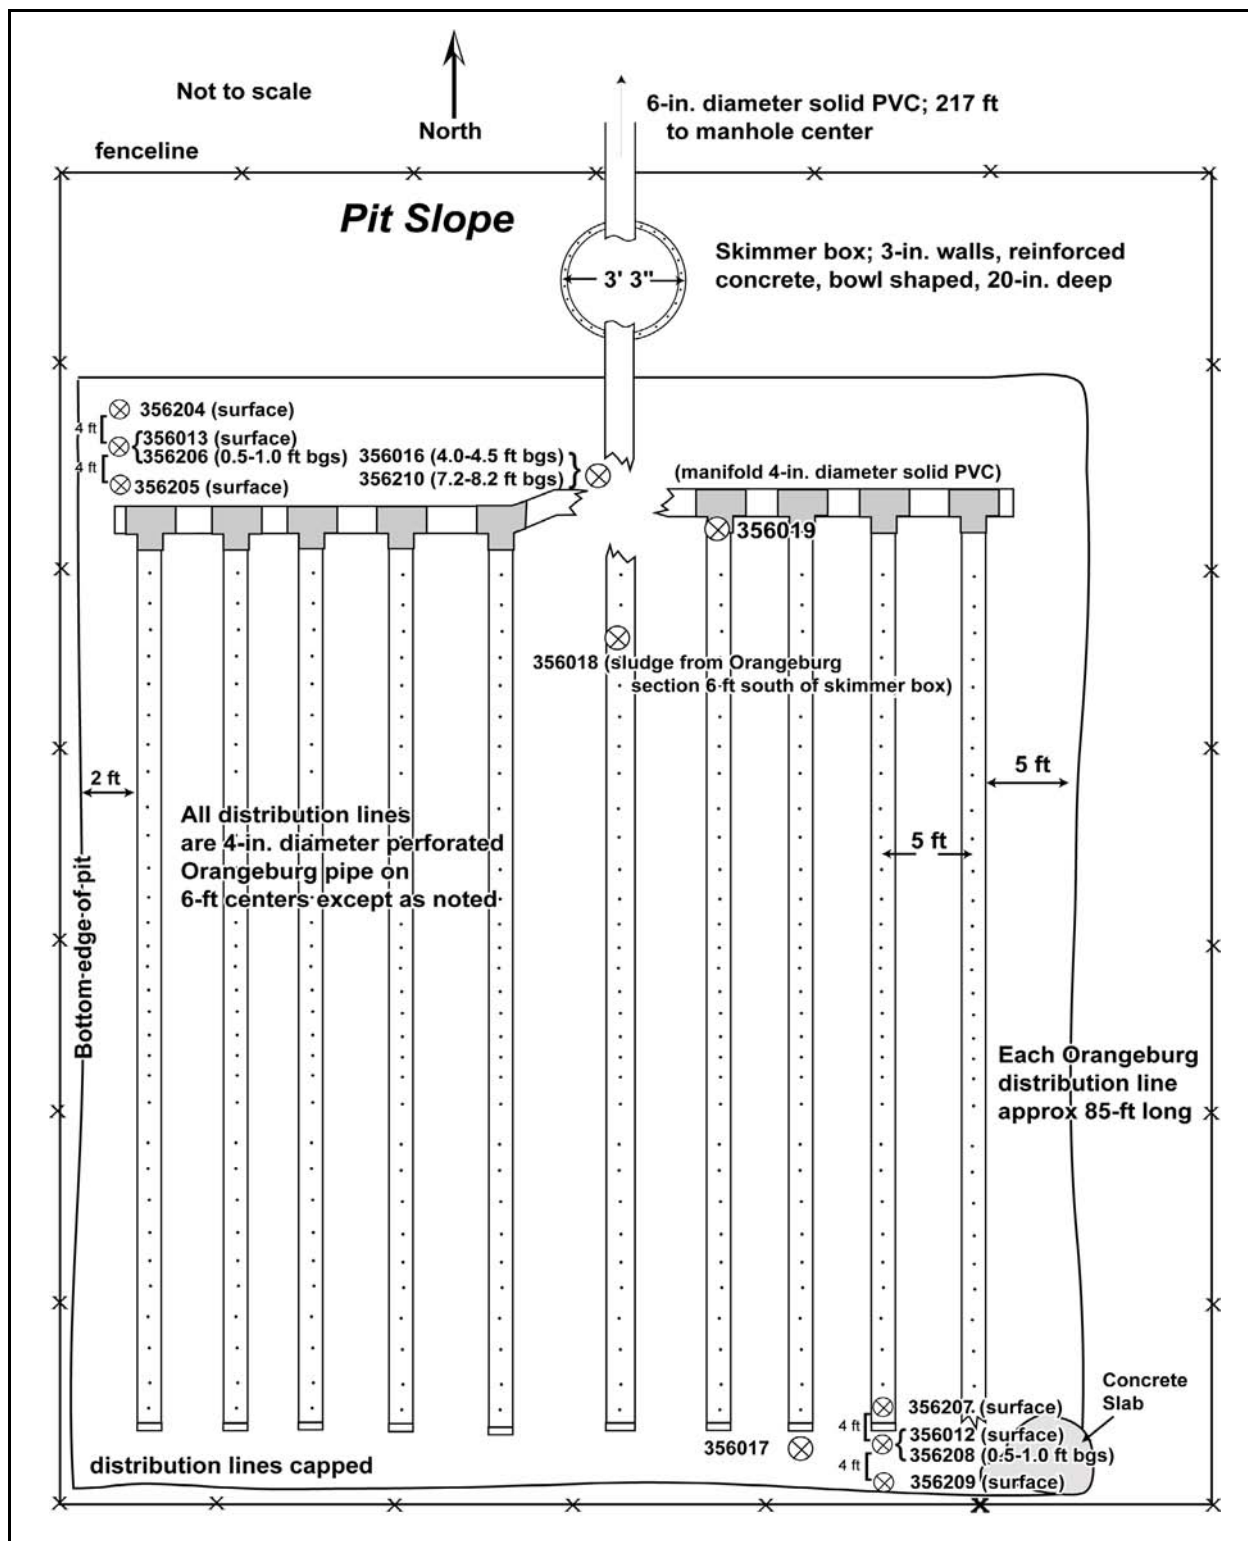 Not to scale
North
6-in. diameter solid PVC; 217 ft
to manhole center
fenceline
Pit Slope
3' 3"
Skimmer box; 3-in. walls, reinforced
concrete, bowl shaped, 20-in. deep
356204 (surface)
4 ft
356013 (surface)
356206 (0.5-1.0 ft bgs)
4 ft
356205 (surface)
356016 (4.0-4.5 ft bgs)
356210 (7.2-8.2 ft bgs)
(manifold 4-in. diameter solid PVC)
356019
356018 (sludge from Orangeburg
section 6-ft south of skimmer box)
2 ft
5 ft
All distribution lines
are 4-in. diameter perforated
Orangeburg pipe on
6-ft centers except as noted
5 ft
Bottom-edge-of-pit
Each Orangeburg
distribution line
approx 85-ft long
Concrete
Slab
356207 (surface)
4 ft
356012 (surface)
356208 (0.5-1.0 ft bgs)
4 ft
356209 (surface)
356017
distribution lines capped